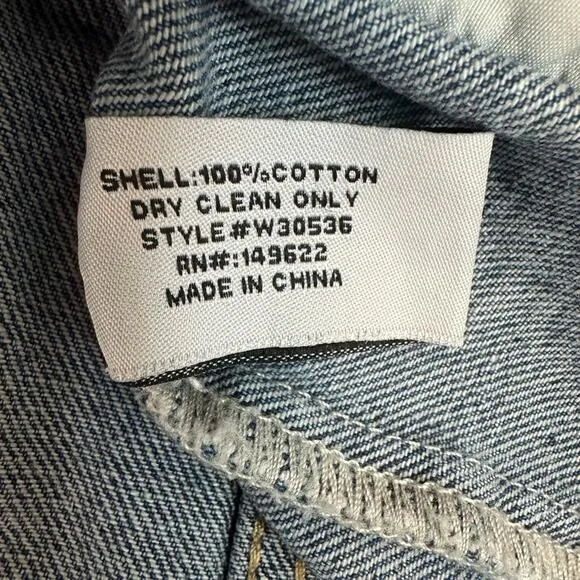 SHELL:100%COTTON
DRY CLEAN ONLY
STYLE#W30536
RN#:149622
MADE IN CHINA